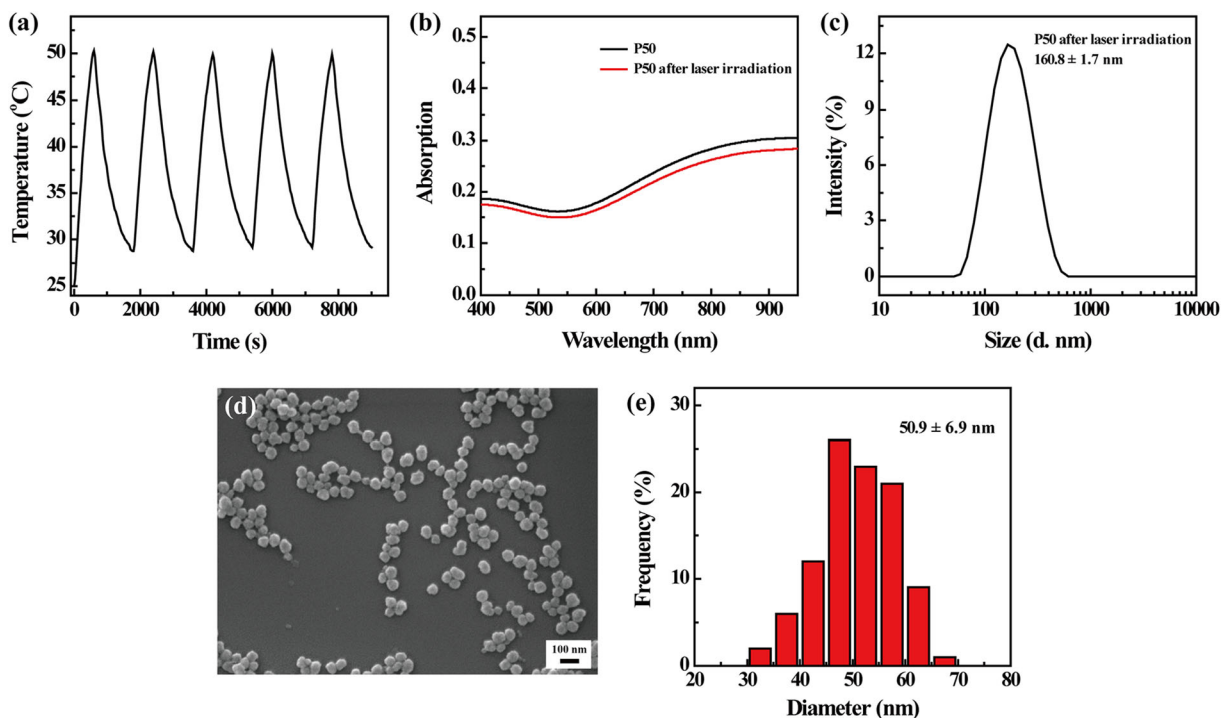 (a)
50
45
40
35
30
25
Temperature (°C)
0 2000 4000 6000 8000
Time (s)
(b)
0.5
0.4
0.3
0.2
0.1
0.0
Absorption
P50
P50 after laser irradiation
400 500 600 700 800 900
Wavelength (nm)
(c)
12
9
6
3
0
Intensity (%)
P50 after laser irradiation
160.8 ± 1.7 nm
10 100 1000 10000
Size (d. nm)
(d)
100 nm
(e)
30
20
10
0
Frequency (%)
50.9 ± 6.9 nm
20 30 40 50 60 70 80
Diameter (nm)